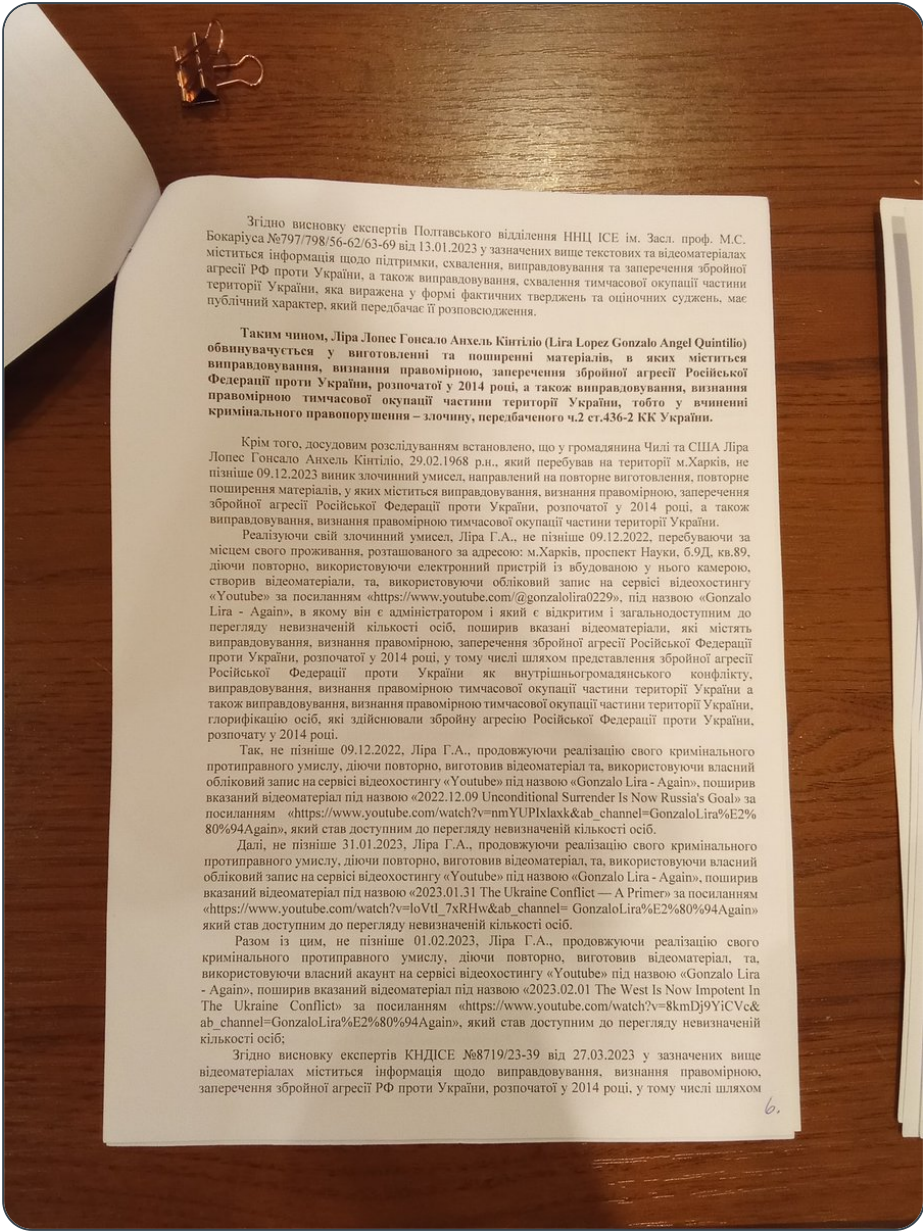 Згідно висновку експертів Полтавського відділення ННЦ ІСЕ ім. Засл. проф. М.С.
Бокаріуса №797/798/56-62/63-69 від 13.01.2023 у зазначених вище текстових та відеоматеріалах
міститься інформація щодо підтримки, схвалення, виправдовування та заперечення збройної
агресії РФ проти України, а також виправдовування, схвалення тимчасової окупації частини
території України, яка виражена у формі фактичних тверджень та оціночних суджень, має
публічний характер, який передбачає її розповсюдження.
Таким чином, Ліра Лопес Гонсало Анхель Кінтіліо (Lira Lopez Gonzalo Angel Quintilio)
обвинувачується у виготовленні та поширенні матеріалів, в яких міститься
виправдовування, визнання правомірною, заперечення збройної агресії Російської
Федерації проти України, розпочатої у 2014 році, а також виправдовування, визнання
правомірною тимчасової окупації частини території України, тобто у вчиненні
кримінального правопорушення – злочину, передбаченого ч.2 ст.436-2 КК України.
Крім того, досудовим розслідуванням встановлено, що у громадянина Чилі та США Ліра
Лопес Гонсало Анхель Кінтіліо, 29.02.1968 р.н., який перебував на території м.Харків, не
пізніше 09.12.2023 виник злочинний умисел, направлений на повторне виготовлення, повторне
поширення матеріалів, у яких міститься виправдовування, визнання правомірною, заперечення
збройної агресії Російської Федерації проти України, розпочатої у 2014 році, а також
виправдовування, визнання правомірною тимчасової окупації частини території України.
Реалізуючи свій злочинний умисел, Ліра Г.А., не пізніше 09.12.2022, перебуваючи за
місцем свого проживання, розташованого за адресою: м.Харків, проспект Науки, б.9Д, кв.89,
діючи повторно, використовуючи електронний пристрій із вбудованою у нього камерою,
створив відеоматеріали, та, використовуючи обліковий запис на сервісі відеохостингу
«Youtube» за посиланням «https://www.youtube.com/@gonzalolira0229», під назвою «Gonzalo
Lira - Again», в якому він є адміністратором і який є відкритим і загальнодоступним до
перегляду невизначеної кількості осіб, поширив вказані відеоматеріали, які містять
виправдовування, визнання правомірною, заперечення збройної агресії Російської Федерації
проти України, розпочатої у 2014 році, у тому числі шляхом представлення збройної агресії
Російської Федерації проти України як внутрішньогромадянського конфлікту,
виправдовування, визнання правомірною тимчасової окупації частини території України а
також виправдовування, визнання правомірною тимчасової окупації частини території України,
глорифікацію осіб, які здійснювали збройну агресію Російської Федерації проти України,
розпочату у 2014 році.
Так, не пізніше 09.12.2022, Ліра Г.А., продовжуючи реалізацію свого кримінального
протиправного умислу, діючи повторно, виготовив відеоматеріал та, використовуючи власний
обліковий запис на сервісі відеохостингу «Youtube» під назвою «Gonzalo Lira - Again», поширив
вказаний відеоматеріал під назвою «2022.12.09 Unconditional Surrender Is Now Russia's Goal» за
посиланням «https://www.youtube.com/watch?v=nmYUPIxlaxk&ab_channel=GonzaloLira%E2%
80%94Again», який став доступним до перегляду невизначеної кількості осіб.
Далі, не пізніше 31.01.2023, Ліра Г.А., продовжуючи реалізацію свого кримінального
протиправного умислу, діючи повторно, виготовив відеоматеріал, та, використовуючи власний
обліковий запис на сервісі відеохостингу «Youtube» під назвою «Gonzalo Lira - Again», поширив
вказаний відеоматеріал під назвою «2023.01.31 The Ukraine Conflict — A Primer» за посиланням
«https://www.youtube.com/watch?v=loVtI_7xRHw&ab_channel= GonzaloLira%E2%80%94Again»
який став доступним до перегляду невизначеної кількості осіб.
Разом із цим, не пізніше 01.02.2023, Ліра Г.А., продовжуючи реалізацію свого
кримінального протиправного умислу, діючи повторно, виготовив відеоматеріал, та,
використовуючи власний акаунт на сервісі відеохостингу «Youtube» під назвою «Gonzalo Lira
- Again», поширив вказаний відеоматеріал під назвою «2023.02.01 The West Is Now Impotent In
The Ukraine Conflict» за посиланням «https://www.youtube.com/watch?v=8kmDj9YiCVc&
ab_channel=GonzaloLira%E2%80%94Again», який став доступним до перегляду невизначеній
кількості осіб;
Згідно висновку експертів КНДІСЕ №8719/23-39 від 27.03.2023 у зазначених вище
відеоматеріалах міститься інформація щодо виправдовування, визнання правомірною,
заперечення збройної агресії РФ проти України, розпочатої у 2014 році, у тому числі шляхом
6.